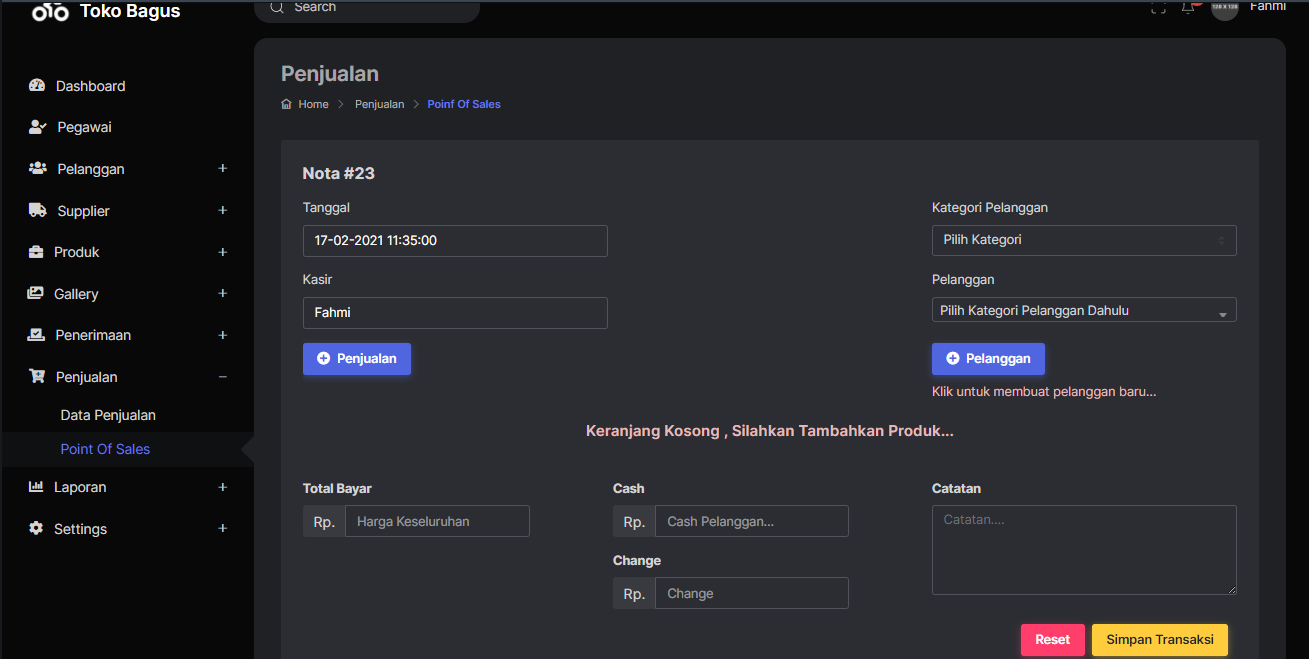 Toko Bagus
Search
128 X 128
Fahmi
Dashboard
Pegawai
Pelanggan
Supplier
Produk
Gallery
Penerimaan
Penjualan
Data Penjualan
Point Of Sales
Laporan
Settings
Penjualan
Home > Penjualan > Poinf Of Sales
Nota #23
Tanggal
17-02-2021 11:35:00
Kasir
Fahmi
Penjualan
Kategori Pelanggan
Pilih Kategori
Pelanggan
Pilih Kategori Pelanggan Dahulu
Pelanggan
Klik untuk membuat pelanggan baru...
Keranjang Kosong , Silahkan Tambahkan Produk...
Total Bayar
Rp. Harga Keseluruhan
Cash
Rp. Cash Pelanggan...
Change
Rp. Change
Catatan
Catatan....
Reset Simpan Transaksi